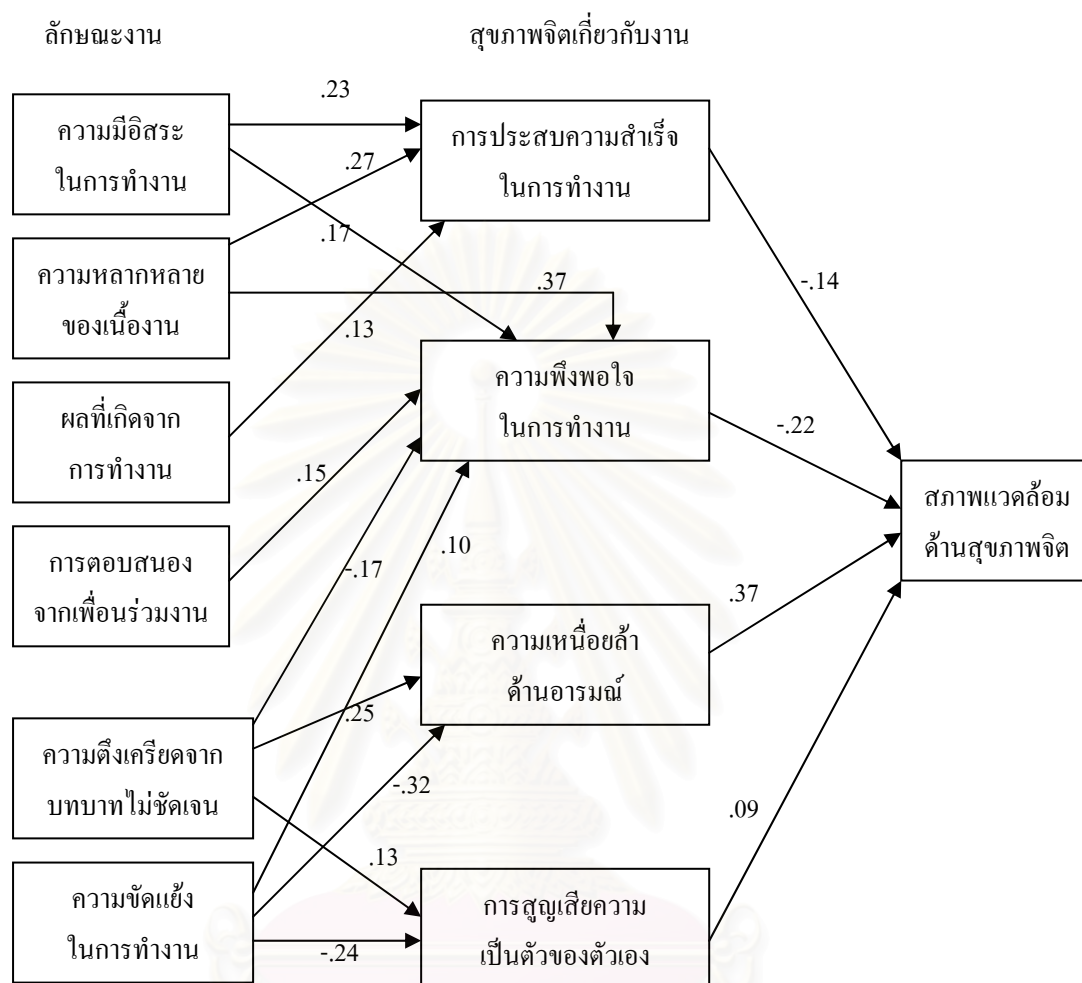 ลักษณะงาน
สุขภาพจิตเกี่ยวกับงาน
.23
ความมีอิสระ
ในการทำงาน
การประสบความสำเร็จ
ในการทำงาน
.27
.17
ความหลากหลาย
ของเนื้องาน
.37
-.14
.13
ผลที่เกิดจาก
การทำงาน
ความพึงพอใจ
ในการทำงาน
-.22
.15
สภาพแวดล้อม
ด้านสุขภาพจิต
การตอบสนอง
จากเพื่อนร่วมงาน
-.17
.10
ความเหนื่อยล้า
ด้านอารมณ์
.37
.25
ความตึงเครียดจาก
บทบาทไม่ชัดเจน
-.32
.09
.13
ความขัดแย้ง
ในการทำงาน
-.24
การสูญเสียความ
เป็นตัวของตัวเอง